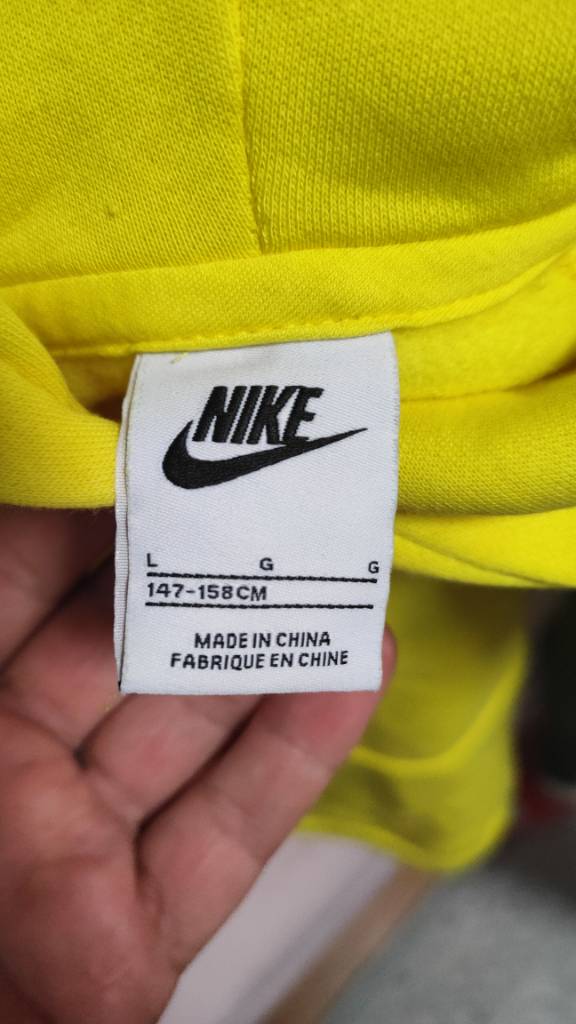 NIKE
L G G
147-158CM
MADE IN CHINA
FABRIQUE EN CHINE